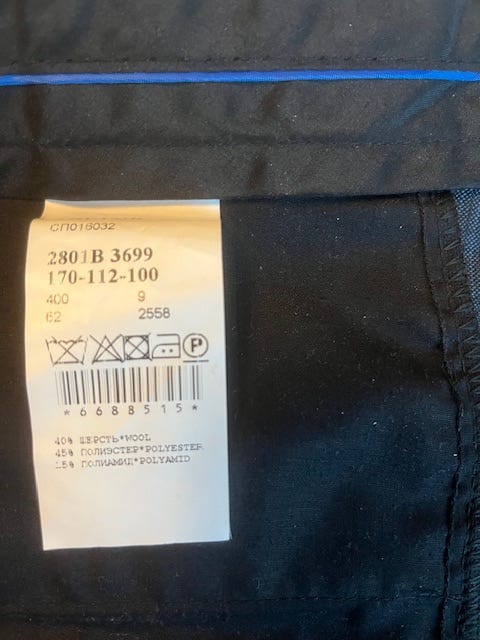 СП016032
2801В 3699
170-112-100
400 9
62 2558
P
*6688515*
40% ШЕРСТЬ*WOOL
45% ПОЛИЭСТЕР*POLYESTER
15% ПОЛИАМИД*POLYAMID